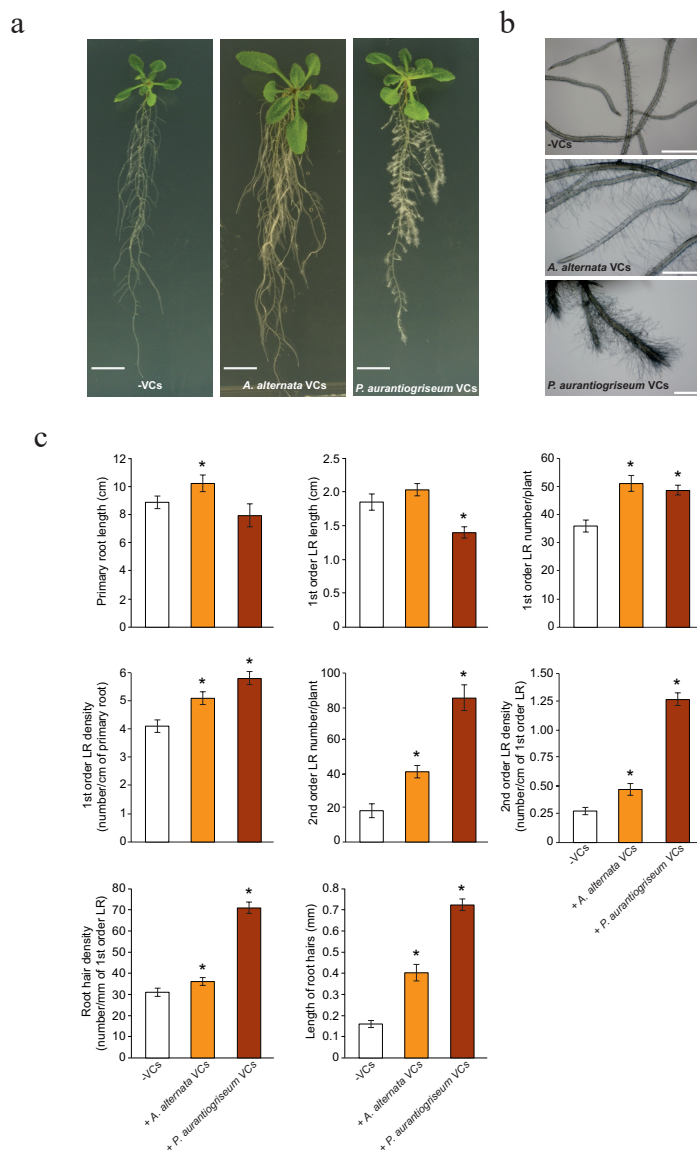 a
b
-VCs
A. alternata VCs
P. aurantiogriseum VCs
-VCs
A. alternata VCs
P. aurantiogriseum VCs
c
Primary root length (cm)
12
10
8
6
4
2
0
*
1st order LR length (cm)
2.5
2.0
1.5
1.0
0.5
0
*
1st order LR number/plant
60
50
40
30
20
10
0
*
*
1st order LR density
(number/cm of primary root)
6
5
4
3
2
1
0
*
*
2nd order LR number/plant
100
80
60
40
20
0
*
*
2nd order LR density
(number/cm of 1st order LR)
1.50
1.25
1.00
0.75
0.50
0.25
0
*
*
-VCs
+ A. alternata VCs
+ P. aurantiogriseum VCs
Root hair density
(number/mm of 1st order LR)
80
70
60
50
40
30
20
10
0
*
*
-VCs
+ A. alternata VCs
+ P. aurantiogriseum VCs
Length of root hairs (mm)
0.8
0.7
0.6
0.5
0.4
0.3
0.2
0.1
0
*
*
-VCs
+ A. alternata VCs
+ P. aurantiogriseum VCs